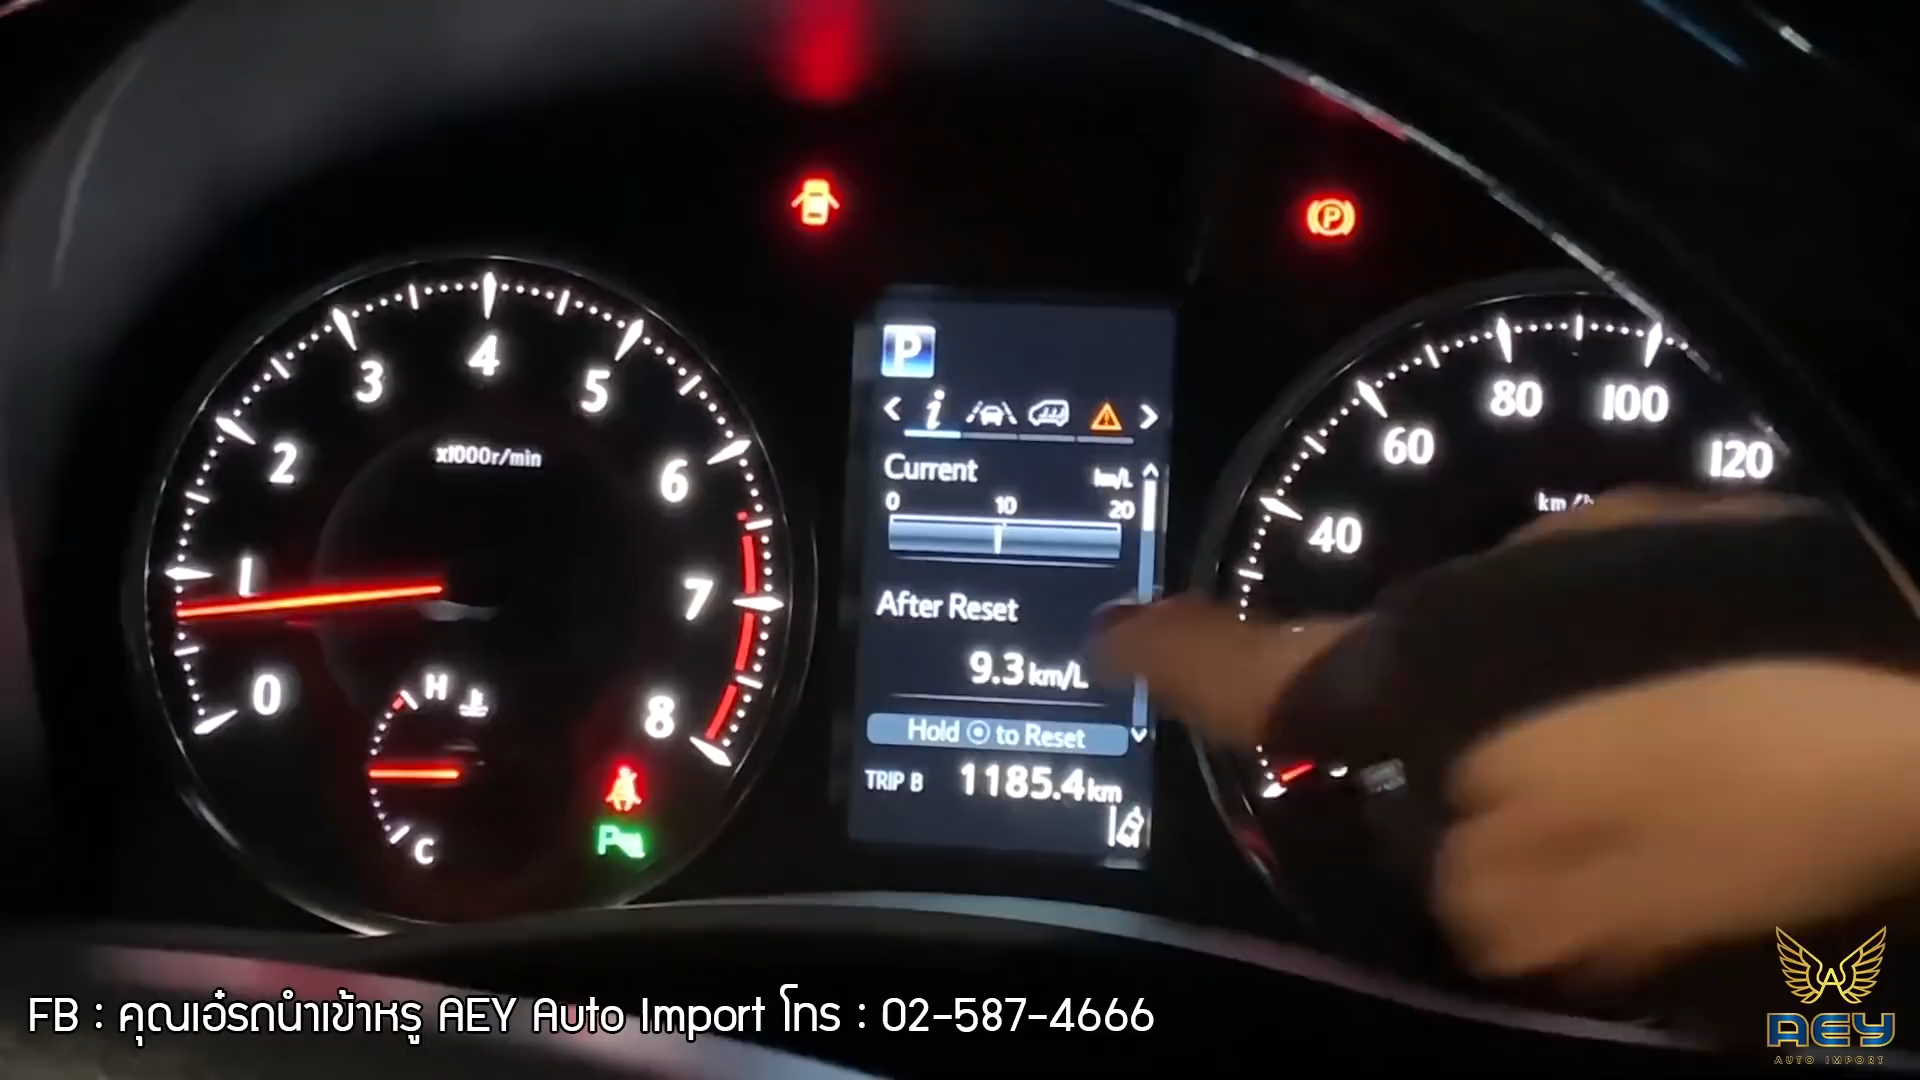 P
i
Current km/L
0 10 20
After Reset
9.3 km/L
Hold to Reset
TRIP B 1185.4 km
0 1 2 3 4 5 6 7 8
x1000r/min
H
C
P
P
40 60 80 100 120
FB : คุณเอ๋รถนำเข้าหรู AEY Auto Import โทร : 02-587-4666
AEY
AUTO IMPORT